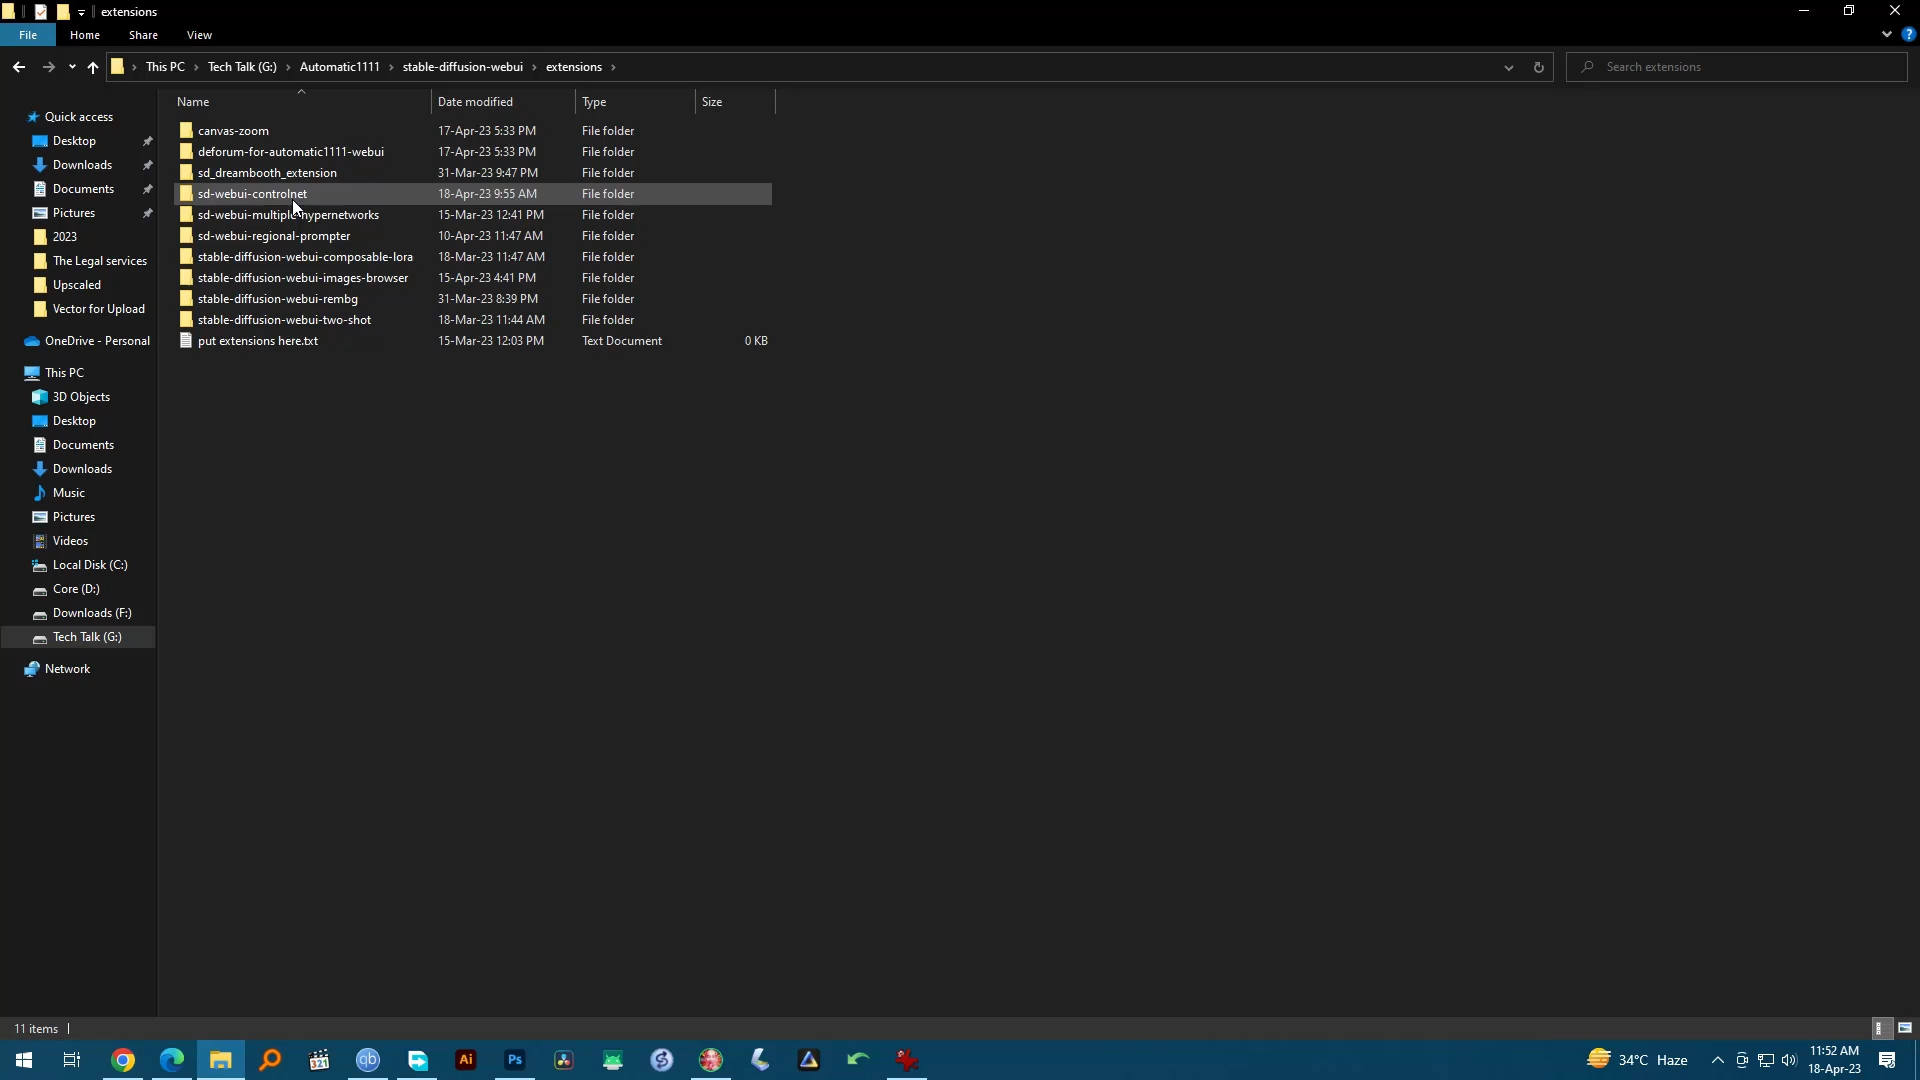 extensions
File Home Share View
This PC Tech Talk (G:) Automatic1111 stable-diffusion-webui extensions Search extensions
Name Date modified Type Size
canvas-zoom 17-Apr-23 5:33 PM File folder
deforum-for-automatic1111-webui 17-Apr-23 5:33 PM File folder
sd_dreambooth_extension 31-Mar-23 9:47 PM File folder
sd-webui-controlnet 18-Apr-23 9:55 AM File folder
sd-webui-multiple-hypernetworks 15-Mar-23 12:41 PM File folder
sd-webui-regional-prompter 10-Apr-23 11:47 AM File folder
stable-diffusion-webui-composable-lora 18-Mar-23 11:47 AM File folder
stable-diffusion-webui-images-browser 15-Apr-23 4:41 PM File folder
stable-diffusion-webui-rembg 31-Mar-23 8:39 PM File folder
stable-diffusion-webui-two-shot 18-Mar-23 11:44 AM File folder
put extensions here.txt 15-Mar-23 12:03 PM Text Document 0 KB
Quick access
Desktop
Downloads
Documents
Pictures
2023
The Legal services
Upscaled
Vector for Upload
OneDrive - Personal
This PC
3D Objects
Desktop
Documents
Downloads
Music
Pictures
Videos
Local Disk (C:)
Core (D:)
Downloads (F:)
Tech Talk (G:)
Network
11 items
321 qb Ai Ps
34°C Haze
11:52 AM
18-Apr-23